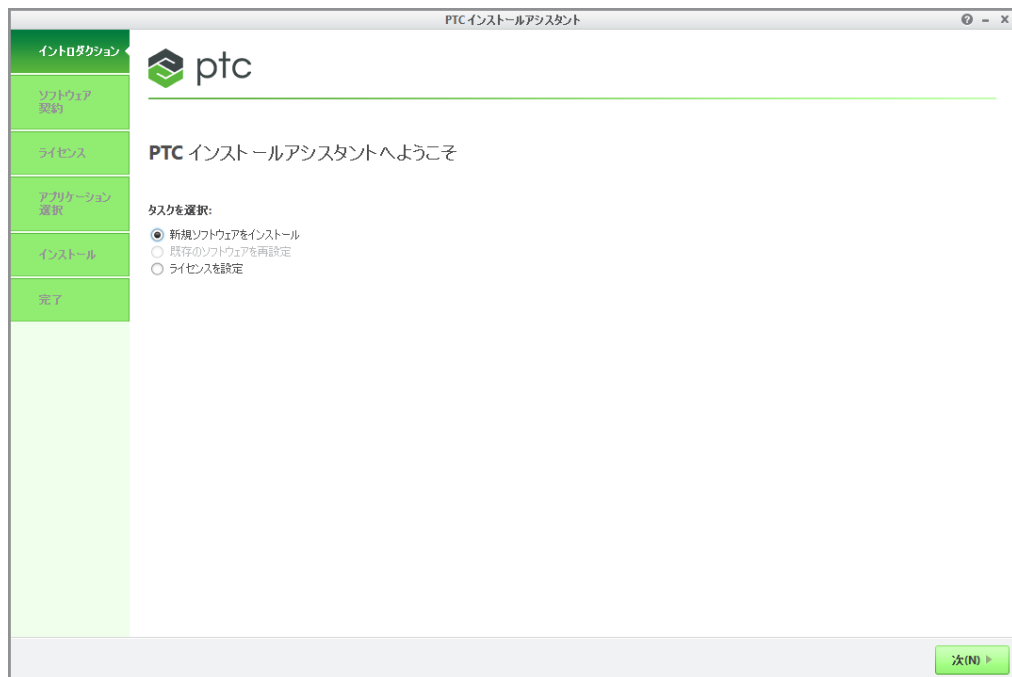 PTC インストールアシスタント
イントロダクション
ソフトウェア
契約
ライセンス
アプリケーション
選択
インストール
完了
ptc
PTC インストールアシスタントへようこそ
タスクを選択:
新規ソフトウェアをインストール
既存のソフトウェアを再設定
ライセンスを設定
次(N)